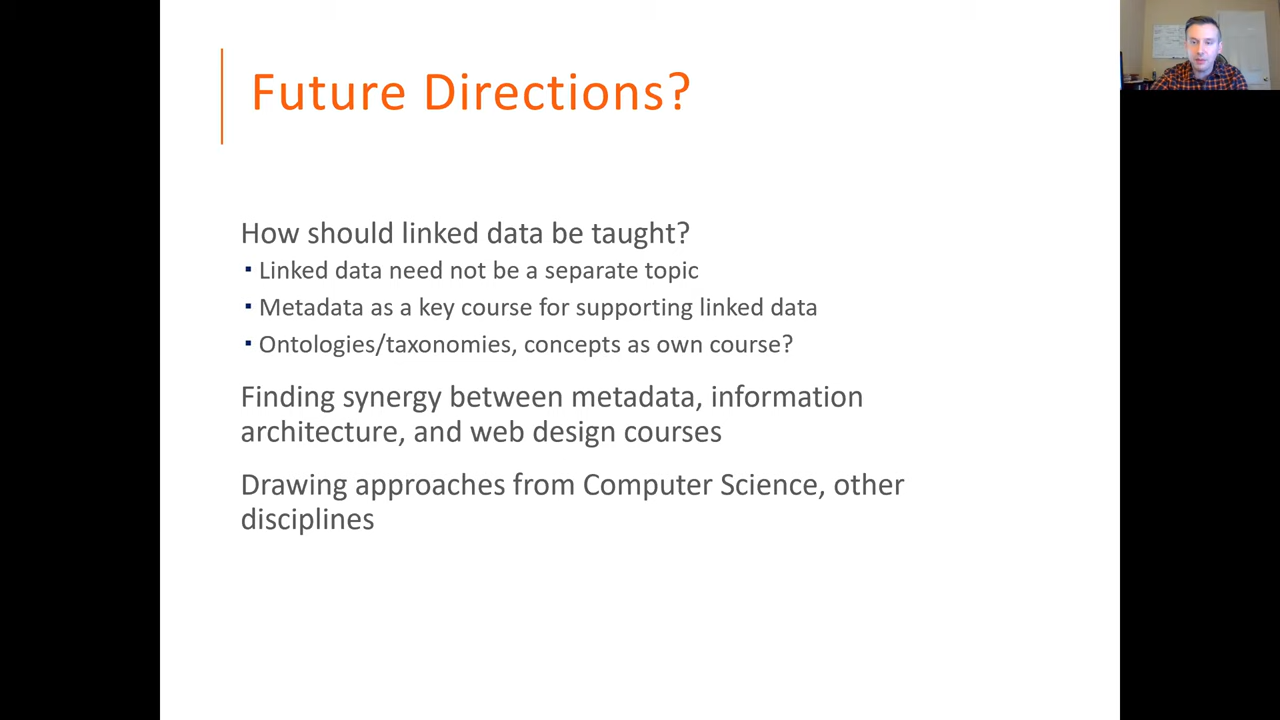 Future Directions?
How should linked data be taught?
▪ Linked data need not be a separate topic
▪ Metadata as a key course for supporting linked data
▪ Ontologies/taxonomies, concepts as own course?
Finding synergy between metadata, information
architecture, and web design courses
Drawing approaches from Computer Science, other
disciplines